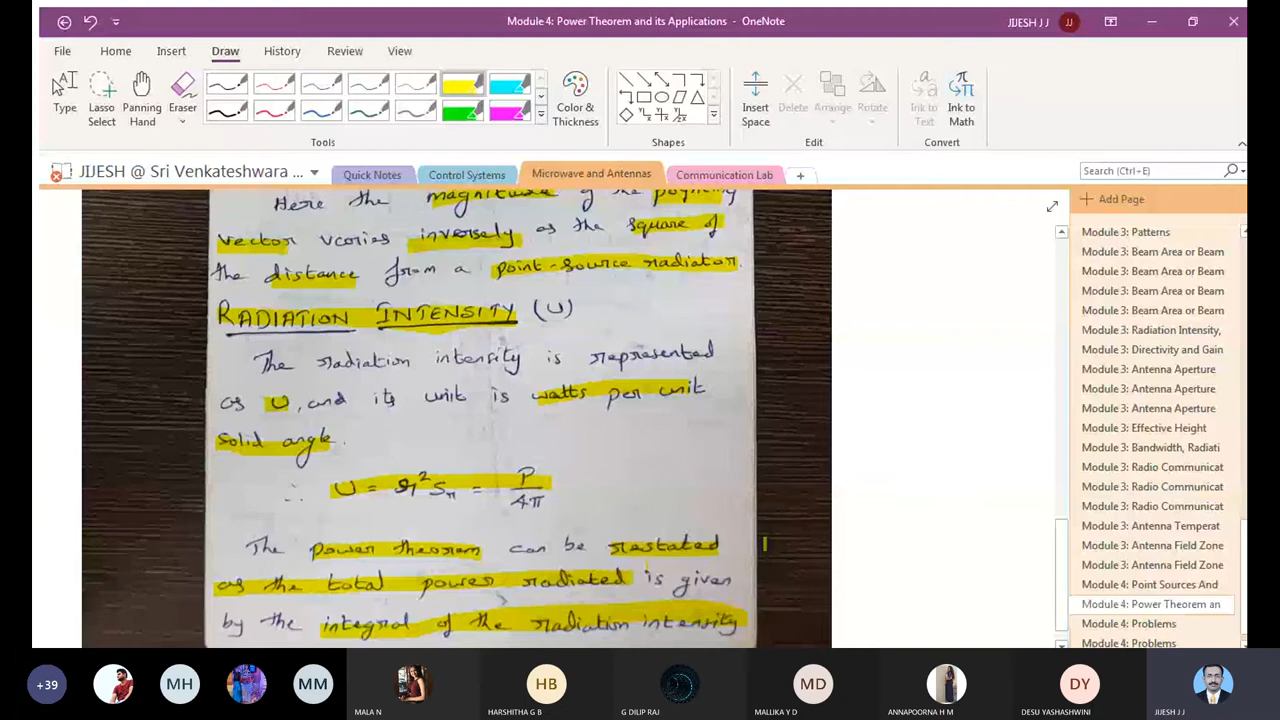 Module 4: Power Theorem and its Applications - OneNote
JIJESH J J
JJ
File Home Insert Draw History Review View
Type
Lasso Select
Panning Hand
Eraser
Color & Thickness
Insert Space
Delete
Arrange
Rotate
Ink to Text
Ink to Math
Tools
Shapes
Edit
Convert
JIJESH @ Sri Venkateshwara ...
Quick Notes
Control Systems
Microwave and Antennas
Communication Lab
+
Search (Ctrl+E)
Here the magnitude of the poynting
vector varies inversely as the square of
the distance from a point-source radiator.
RADIATION INTENSITY (U)
The radiation intensity is represented
as U, and its unit is watts per unit
solid angle.
∴ U = r² Sr = P / 4π
The power theorem can be restated
as the total power radiated is given
by the integral of the radiation intensity
Add Page
Module 3: Patterns
Module 3: Beam Area or Beam
Module 3: Beam Area or Beam
Module 3: Beam Area or Beam
Module 3: Beam Area or Beam
Module 3: Radiation Intensity,
Module 3: Directivity and Gain
Module 3: Antenna Aperture
Module 3: Antenna Aperture
Module 3: Antenna Aperture
Module 3: Effective Height
Module 3: Bandwidth, Radiati
Module 3: Radio Communicat
Module 3: Radio Communicat
Module 3: Radio Communicat
Module 3: Antenna Temperat
Module 3: Antenna Field Zone
Module 3: Antenna Field Zone
Module 4: Point Sources And
Module 4: Power Theorem an
Module 4: Problems
Module 4: Problems
+39
MH
MM
MALA N
HB
HARSHITHA G B
G DILIP RAJ
MD
MALLIKA Y D
ANNAPOORNA H M
DY
DESU YASHASHWINI
JIJESH J J